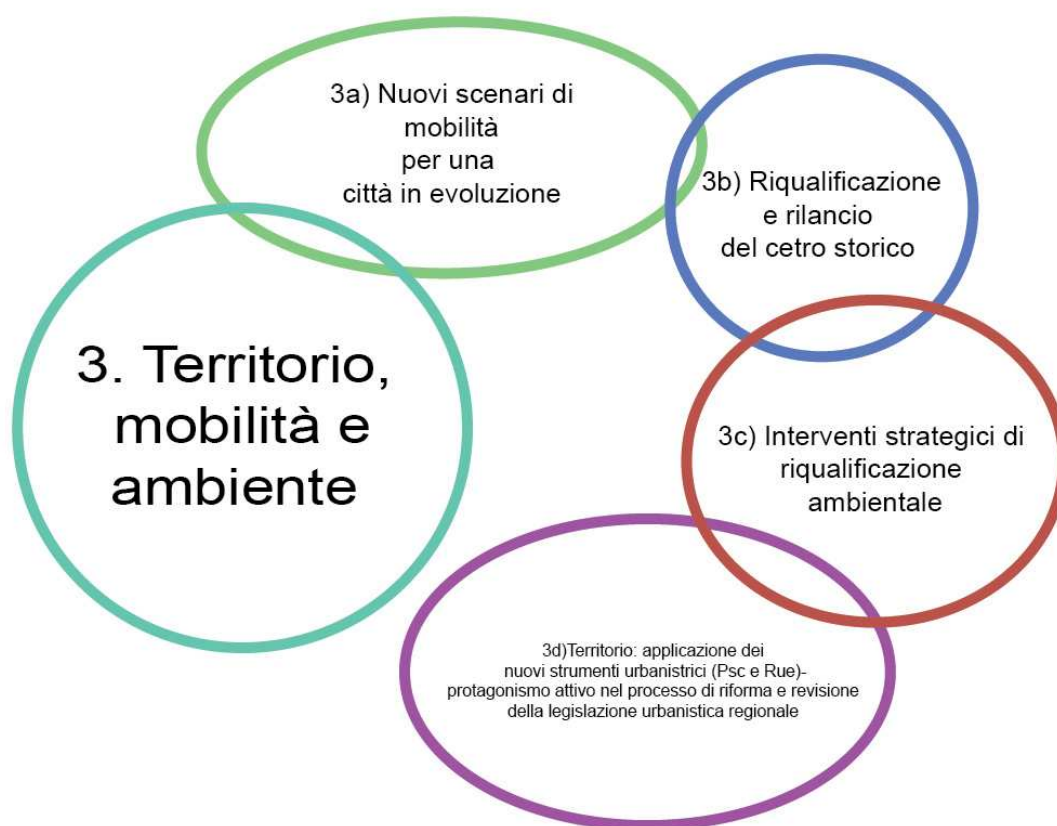 3a) Nuovi scenari di
mobilità
per una
città in evoluzione
3b) Riqualificazione
e rilancio
del cetro storico
3. Territorio,
mobilità e
ambiente
3c) Interventi strategici di
riqualificazione
ambientale
3d)Territorio: applicazione dei
nuovi strumenti urbanistrici (Psc e Rue)-
protagonismo attivo nel processo di riforma e revisione
della legislazione urbanistica regionale